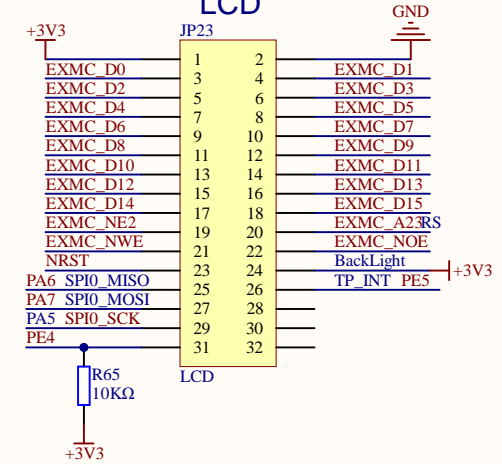 LCD
GND
+3V3 JP23
1 2
EXMC_D0 3 4 EXMC_D1
EXMC_D2 5 6 EXMC_D3
EXMC_D4 7 8 EXMC_D5
EXMC_D6 9 10 EXMC_D7
EXMC_D8 11 12 EXMC_D9
EXMC_D10 13 14 EXMC_D11
EXMC_D12 15 16 EXMC_D13
EXMC_D14 17 18 EXMC_D15
EXMC_NE2 19 20 EXMC_A23RS
EXMC_NWE 21 22 EXMC_NOE
NRST 23 24 BackLight +3V3
PA6 SPI0_MISO 25 26 TP_INT PE5
PA7 SPI0_MOSI 27 28
PA5 SPI0_SCK 29 30
PE4 31 32
LCD
R65
10KΩ
+3V3